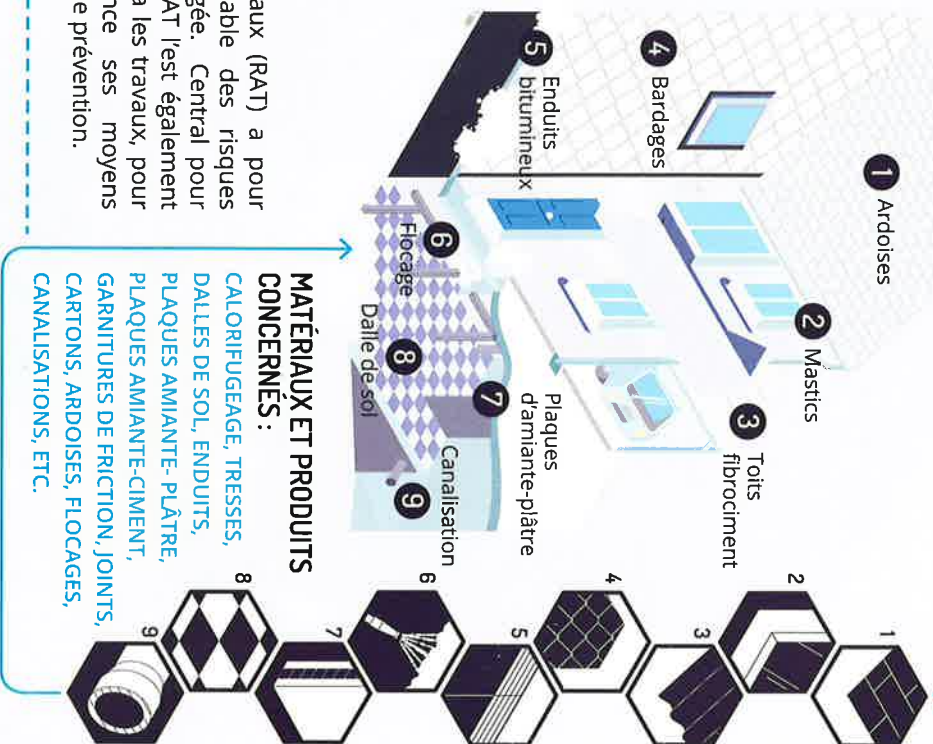 1 Ardoises
2 Mastics
3 Toits
fibrociment
4 Bardages
5 Enduits
bitumineux
6
Flocage
7 Plaques
d'amiante-plâtre
8
Dalle de sol
Canalisation
9
1
2
3
4
5
6
7
8
9
MATÉRIAUX ET PRODUITS
CONCERNÉS :
CALORIFUGEAGE, TRESSES,
DALLES DE SOL, ENDUITS,
PLAQUES AMIANTE- PLÂTRE,
PLAQUES AMIANTE-CIMENT,
GARNITURES DE FRICTION, JOINTS,
CARTONS, ARDOISES, FLOCAGES,
CANALISATIONS, ETC.
aux (RAT) a pour
able des risques
gée. Central pour
AT l'est également
a les travaux, pour
nce ses moyens
e prévention.